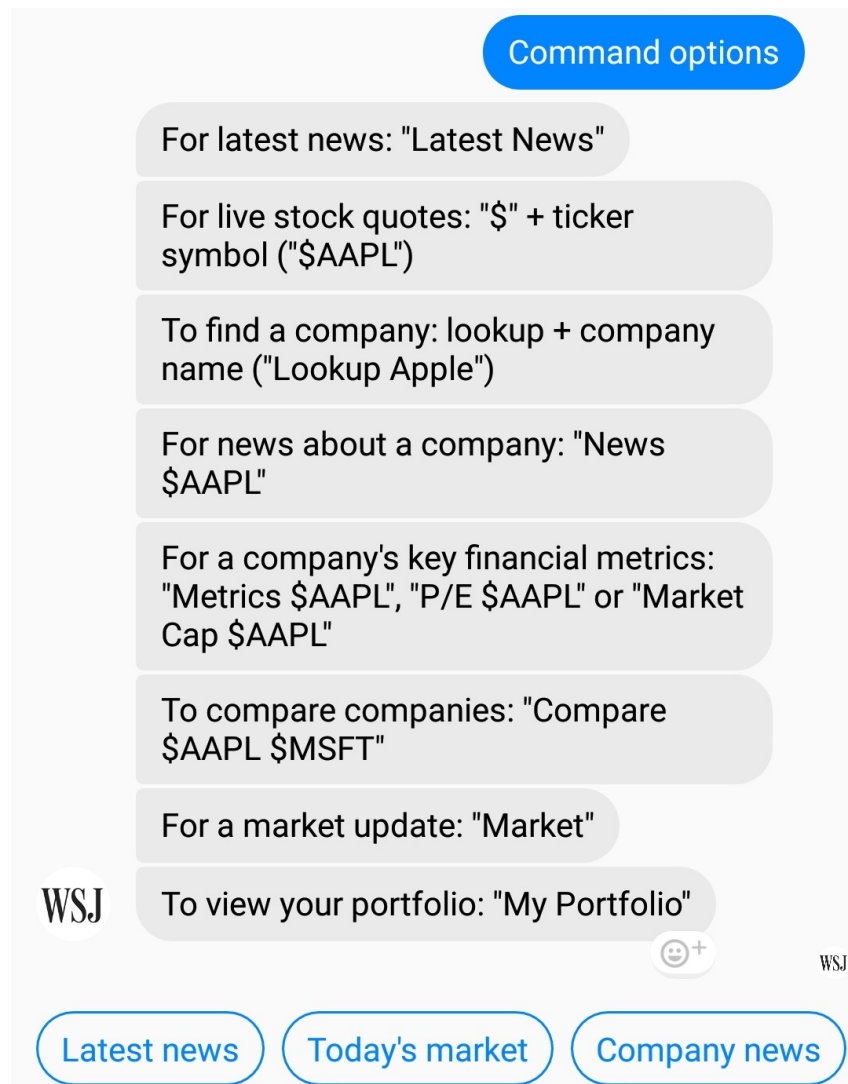 Command options
For latest news: "Latest News"
For live stock quotes: "$" + ticker
symbol ("$AAPL")
To find a company: lookup + company
name ("Lookup Apple")
For news about a company: "News
$AAPL"
For a company's key financial metrics:
"Metrics $AAPL", "P/E $AAPL" or "Market
Cap $AAPL"
To compare companies: "Compare
$AAPL $MSFT"
For a market update: "Market"
WSJ
To view your portfolio: "My Portfolio"
WSJ
Latest news
Today's market
Company news